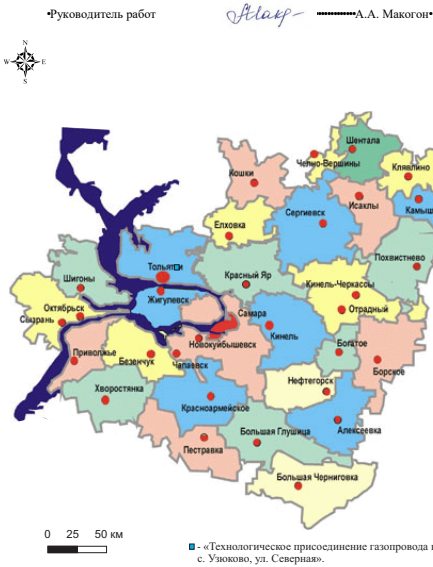 •Руководитель работ А.А. Макогон•
N
W E
S
Шентала
Челно-Вершины
Клявлино
Кошки
Исаклы
Камыш
Сергиевск
Елховка
Похвистнево
Тольятти
Красный Яр
Шигоны
Кинель-Черкассы
Жигулевск
Октябрьск
Отрадный
Сызрань
Самара
Кинель
Новокуйбышевск
Богатое
Приволжье
Безенчук
Чапаевск
Борское
Нефтегорск
Хворостянка
Красноармейское
Алексеевка
Большая Глушица
Пестравка
Большая Черниговка
0 25 50 км
- «Технологическое присоединение газопровода
с. Узюково, ул. Северная».